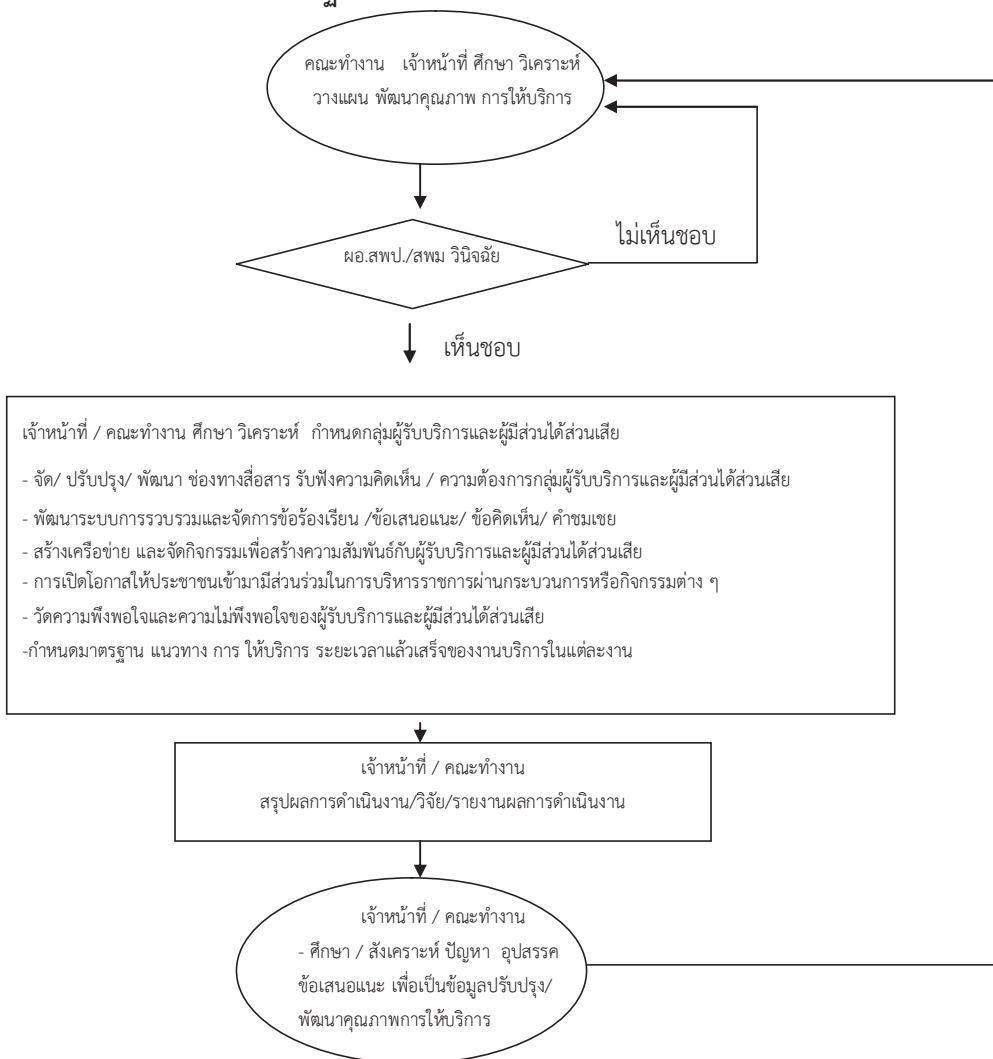 คณะทำงาน เจ้าหน้าที่ ศึกษา วิเคราะห์
วางแผน พัฒนาคุณภาพ การให้บริการ
ผอ.สพป./สพม วินิจฉัย
ไม่เห็นชอบ
เห็นชอบ
เจ้าหน้าที่ / คณะทำงาน ศึกษา วิเคราะห์ กำหนดกลุ่มผู้รับบริการและผู้มีส่วนได้ส่วนเสีย
- จัด/ ปรับปรุง/ พัฒนา ช่องทางสื่อสาร รับฟังความคิดเห็น / ความต้องการกลุ่มผู้รับบริการและผู้มีส่วนได้ส่วนเสีย
- พัฒนาระบบการรวบรวมและจัดการข้อร้องเรียน /ข้อเสนอแนะ/ ข้อคิดเห็น/ คำชมเชย
- สร้างเครือข่าย และจัดกิจกรรมเพื่อสร้างความสัมพันธ์กับผู้รับบริการและผู้มีส่วนได้ส่วนเสีย
- การเปิดโอกาสให้ประชาชนเข้ามามีส่วนร่วมในการบริหารราชการผ่านกระบวนการหรือกิจกรรมต่าง ๆ
- วัดความพึงพอใจและความไม่พึงพอใจของผู้รับบริการและผู้มีส่วนได้ส่วนเสีย
-กำหนดมาตรฐาน แนวทาง การ ให้บริการ ระยะเวลาแล้วเสร็จของงานบริการในแต่ละงาน
เจ้าหน้าที่ / คณะทำงาน
สรุปผลการดำเนินงาน/วิจัย/รายงานผลการดำเนินงาน
เจ้าหน้าที่ / คณะทำงาน
- ศึกษา / สังเคราะห์ ปัญหา อุปสรรค
ข้อเสนอแนะ เพื่อเป็นข้อมูลปรับปรุง/
พัฒนาคุณภาพการให้บริการ